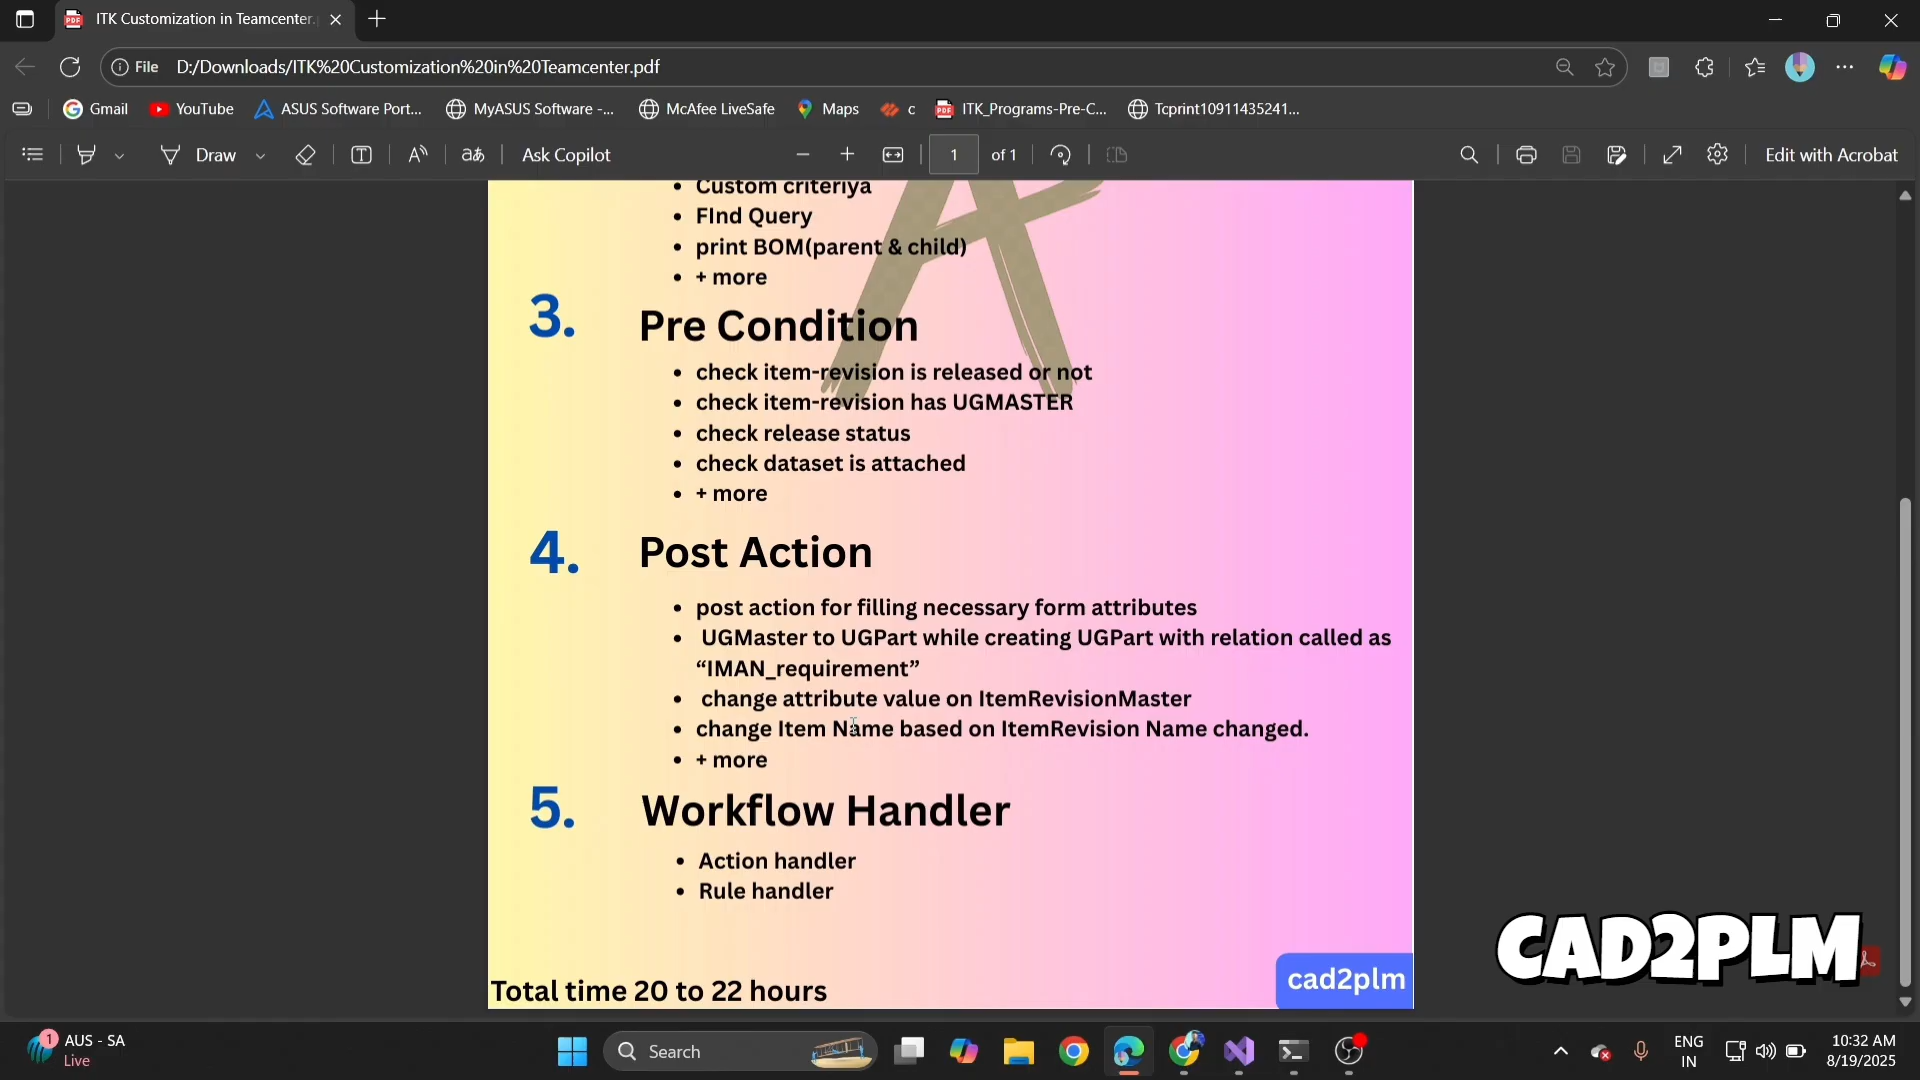 ITK Customization in Teamcenter.
File D:/Downloads/ITK%20Customization%20in%20Teamcenter.pdf
Gmail YouTube ASUS Software Port... MyASUS Software -... McAfee LiveSafe Maps c ITK_Programs-Pre-C... Tcprint10911435241...
Draw aあ Ask Copilot 1 of 1 Edit with Acrobat
• Custom criteriya
• FInd Query
• print BOM(parent & child)
• + more
3. Pre Condition
• check item-revision is released or not
• check item-revision has UGMASTER
• check release status
• check dataset is attached
• + more
4. Post Action
• post action for filling necessary form attributes
• UGMaster to UGPart while creating UGPart with relation called as
“IMAN_requirement”
• change attribute value on ItemRevisionMaster
• change Item Name based on ItemRevision Name changed.
• + more
5. Workflow Handler
• Action handler
• Rule handler
CAD2PLM
cad2plm
Total time 20 to 22 hours
1 AUS - SA
Live
Search
ENG
IN
10:32 AM
8/19/2025